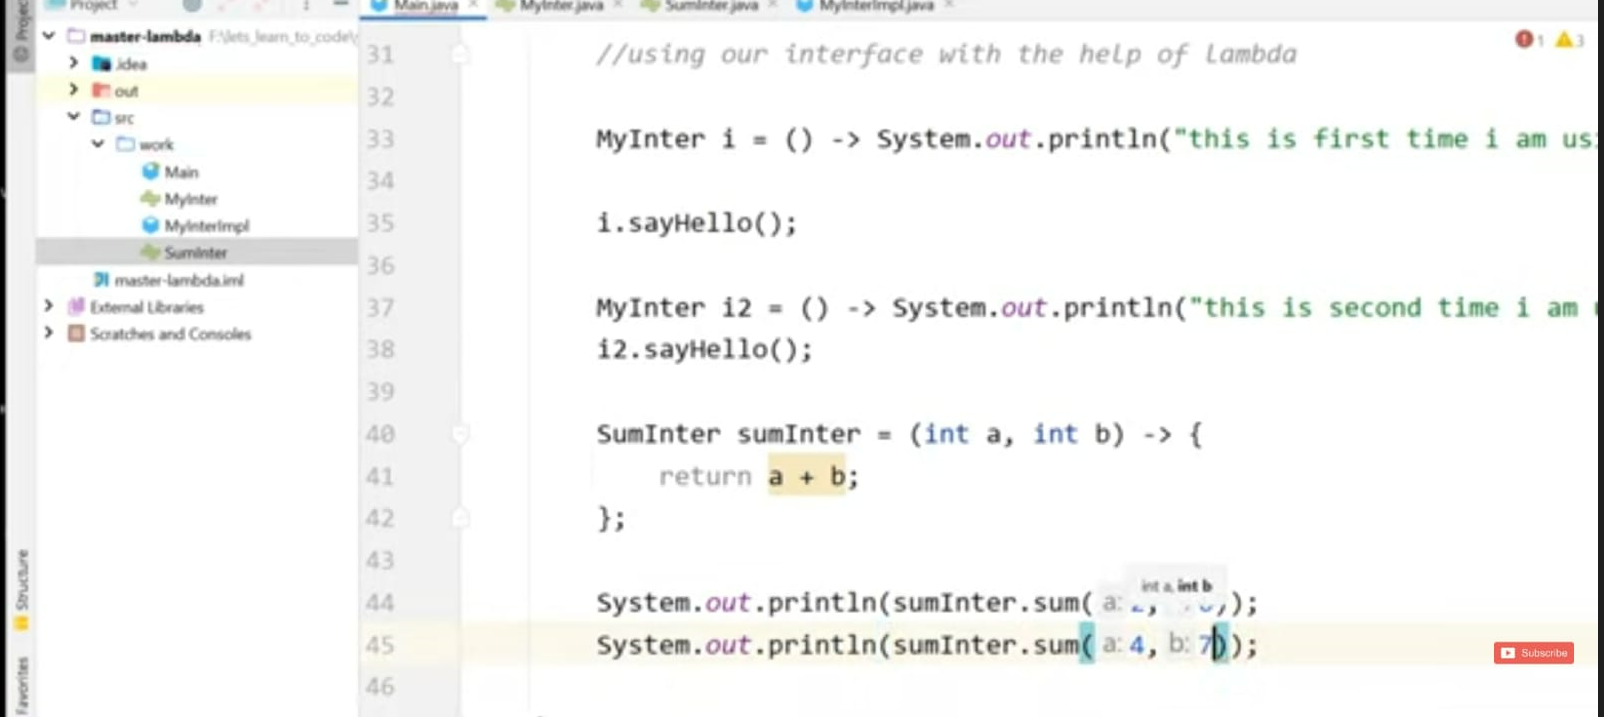 Project
Main.java
MyInter.java
SumInter.java
MyInterImpl.java
master-lambda F:\lets_learn_to_code\
.idea
out
src
work
Main
MyInter
MyInterImpl
SumInter
master-lambda.iml
External Libraries
Scratches and Consoles
Structure
Favorites
31 //using our interface with the help of Lambda
32
33 MyInter i = () -> System.out.println("this is first time i am us
34
35 i.sayHello();
36
37 MyInter i2 = () -> System.out.println("this is second time i am
38 i2.sayHello();
39
40 SumInter sumInter = (int a, int b) -> {
41 return a + b;
42 };
43
int a, int b
44 System.out.println(sumInter.sum( a: , ));
45 System.out.println(sumInter.sum( a: 4, b: 7));
46
1 3
Subscribe